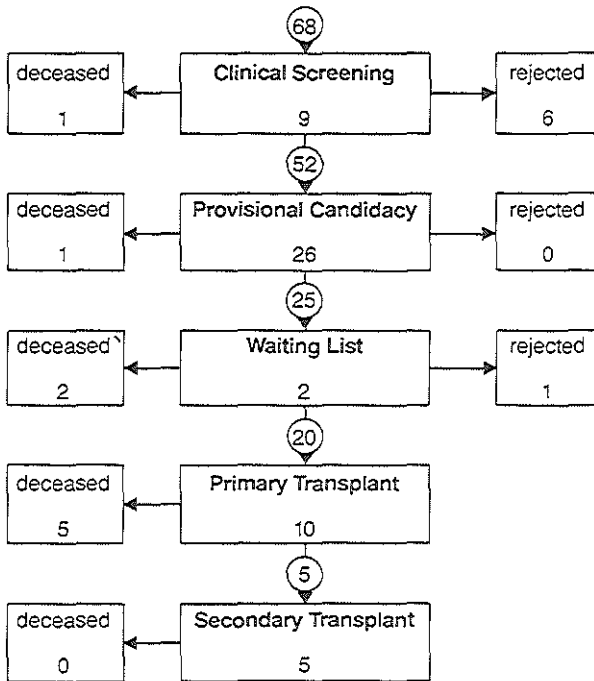 68
deceased
Clinical Screening
rejected
1
9
6
52
deceased
Provisional Candidacy
rejected
1
26
0
25
deceased
Waiting List
rejected
2
2
1
20
deceased
Primary Transplant
5
10
5
deceased
Secondary Transplant
0
5